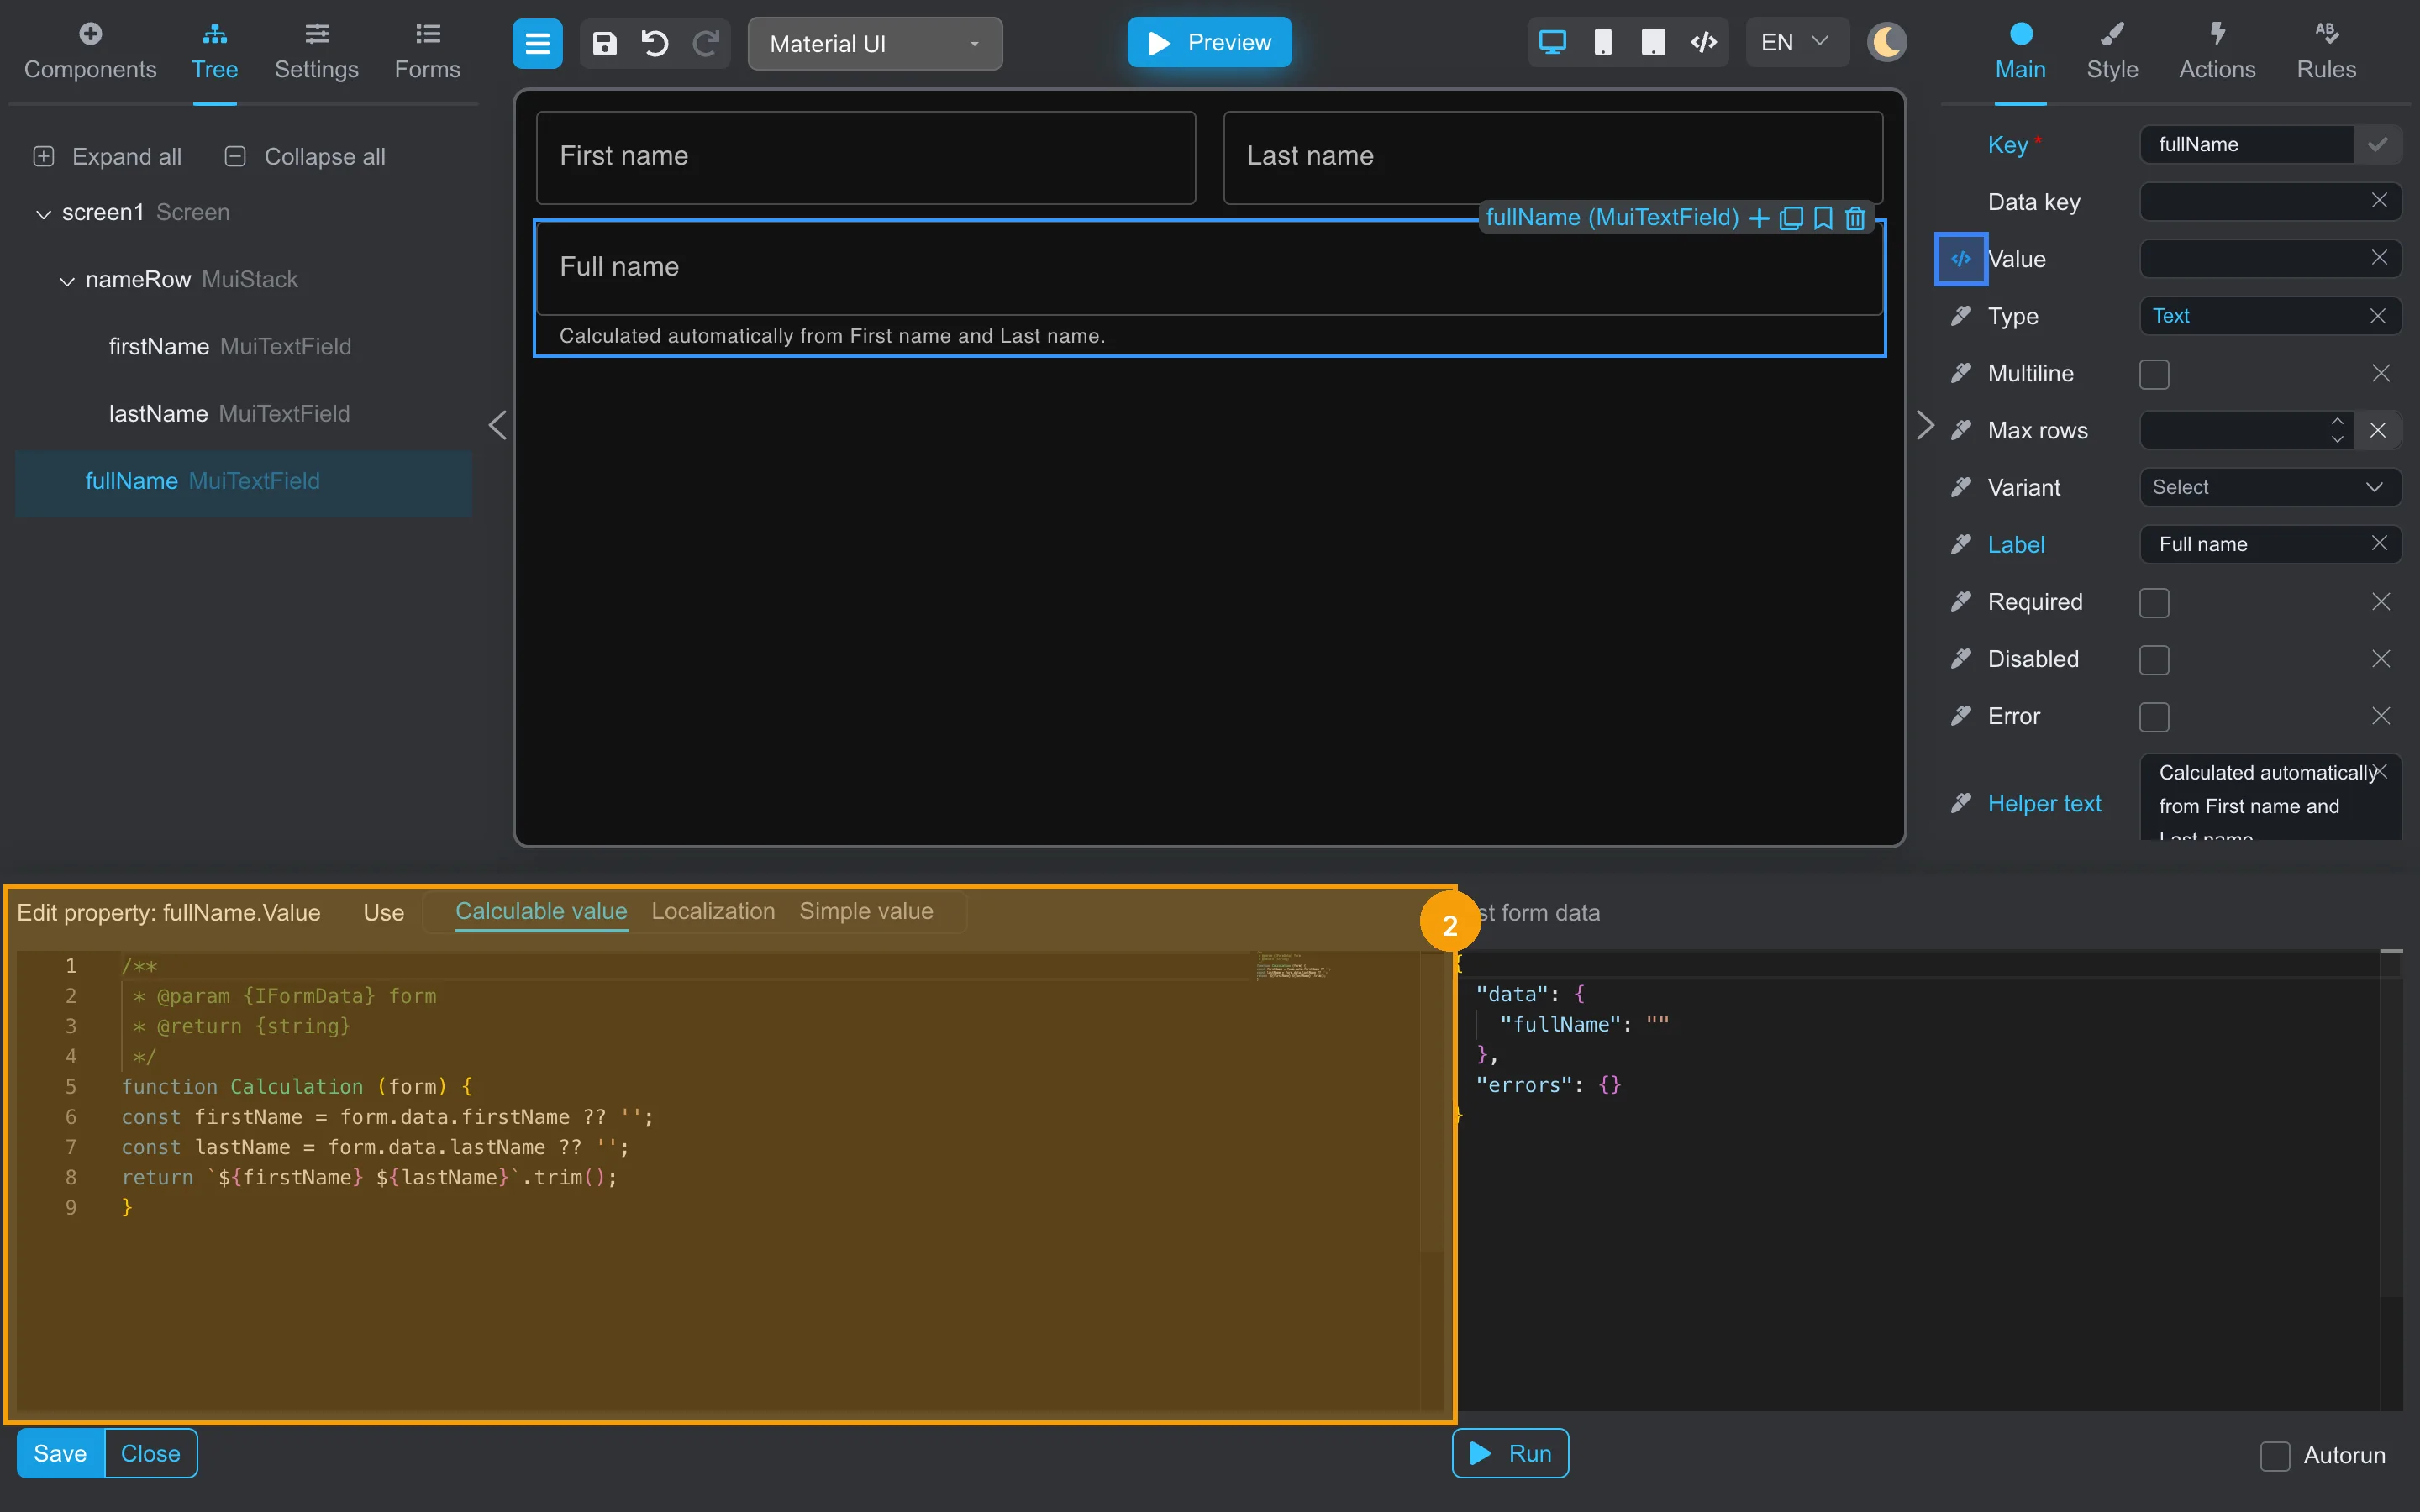 Components
Tree
Settings
Forms
Material UI
Preview
EN
Main
Style
Actions
Rules
Expand all
Collapse all
screen1 Screen
nameRow MuiStack
firstName MuiTextField
lastName MuiTextField
fullName MuiTextField
First name
Last name
fullName (MuiTextField)
Full name
Calculated automatically from First name and Last name.
Key *
fullName
Data key
Value
Type
Text
Multiline
Max rows
Variant
Select
Label
Full name
Required
Disabled
Error
Helper text
Calculated automatically
from First name and
Last name.
Edit property: fullName.Value
Use
Calculable value
Localization
Simple value
2
st form data
1 /**
2 * @param {IFormData} form
3 * @return {string}
4 */
5 function Calculation (form) {
6 const firstName = form.data.firstName ?? '';
7 const lastName = form.data.lastName ?? '';
8 return `${firstName} ${lastName}`.trim();
9 }
{
"data": {
"fullName": ""
},
"errors": {}
}
Save
Close
Run
Autorun